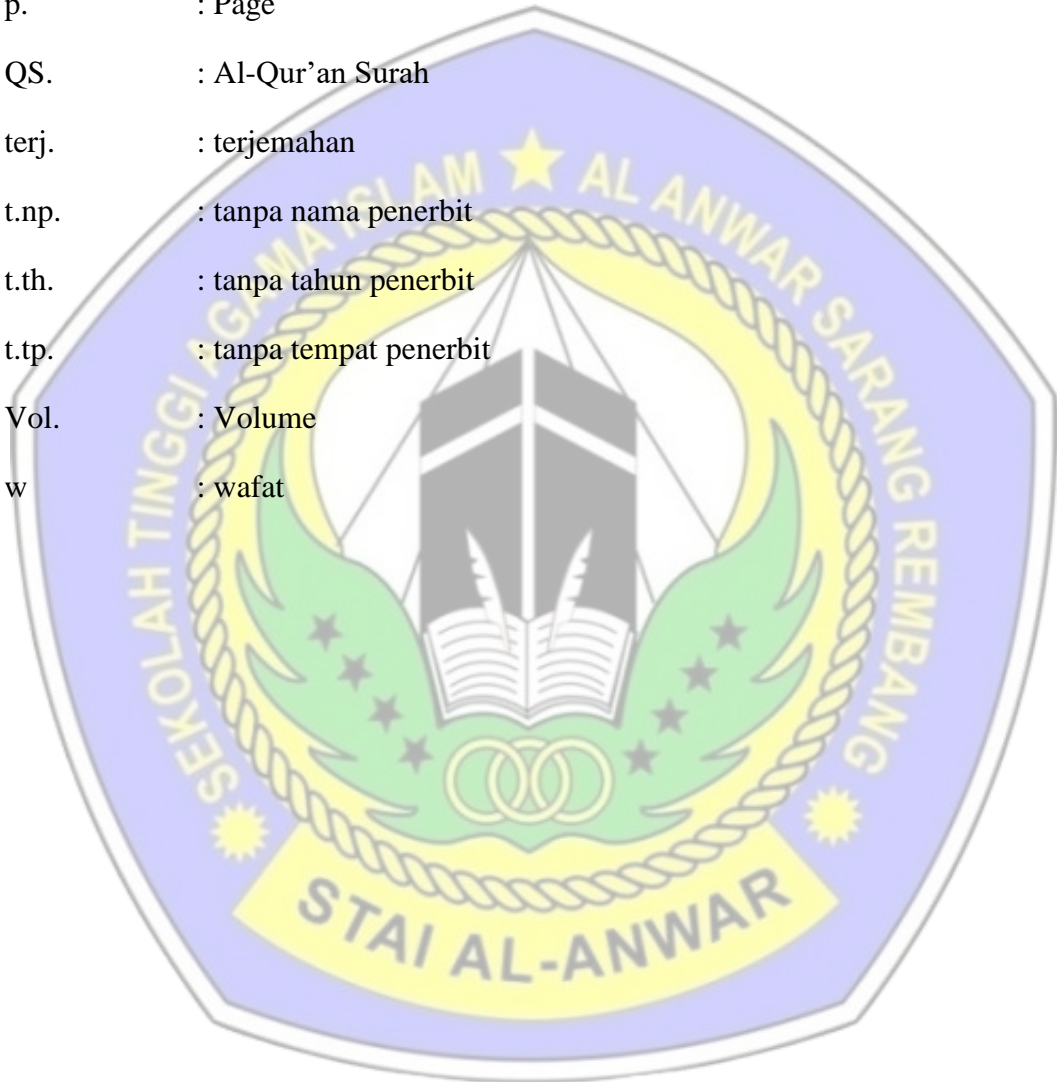 p. : Page
QS. : Al-Qur’an Surah
terj. : terjemahan
t.np. : tanpa nama penerbit
t.th. : tanpa tahun penerbit
t.tp. : tanpa tempat penerbit
Vol. : Volume
w : wafat
SEKOLAH TINGGI AGAMA ISLAM ★ AL ANWAR SARANG REMBANG
STAI AL-ANWAR